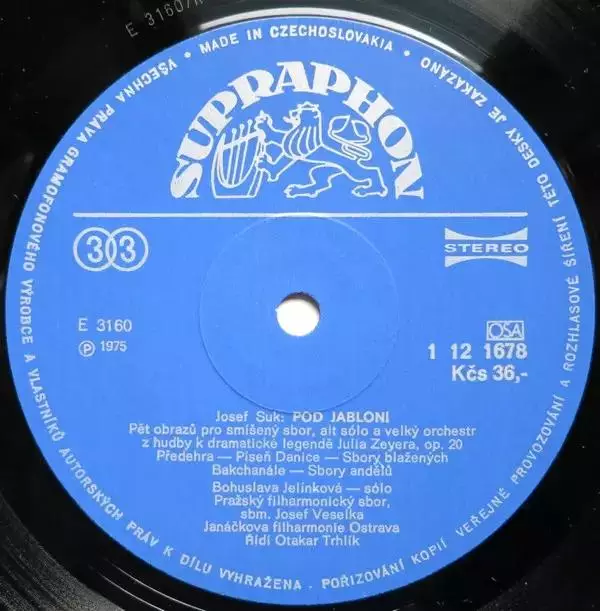 E 3160/
VŠECHNA PRÁVA GRAMOFONOVÉHO VÝROBCE A VLASTNÍKŮ AUTORSKÝCH PRÁV K DÍLU VYHRAŽENA · POŘIZOVÁNÍ KOPIÍ VEŘEJNÉ PROVOZOVÁNÍ A ROZHLASOVÉ ŠÍŘENÍ TÉTO DESKY JE ZAKÁZÁNO
• MADE IN CZECHOSLOVAKIA •
SUPRAPHON
33
STEREO
E 3160
Ⓟ 1975
OSA
1 12 1678
Kčs 36,-
Josef Suk: POD JABLONÍ
Pět obrazů pro smíšený sbor, alt sólo a velký orchestr
z hudby k dramatické legendě Julia Zeyera, op. 20
Předehra — Píseň Danice — Sbory blažených
Bakchanále — Sbory andělů
Bohuslava Jelínková — sólo
Pražský filharmonický sbor,
sbm. Josef Veselka
Janáčkova filharmonie Ostrava
Řídí Otakar Trhlík